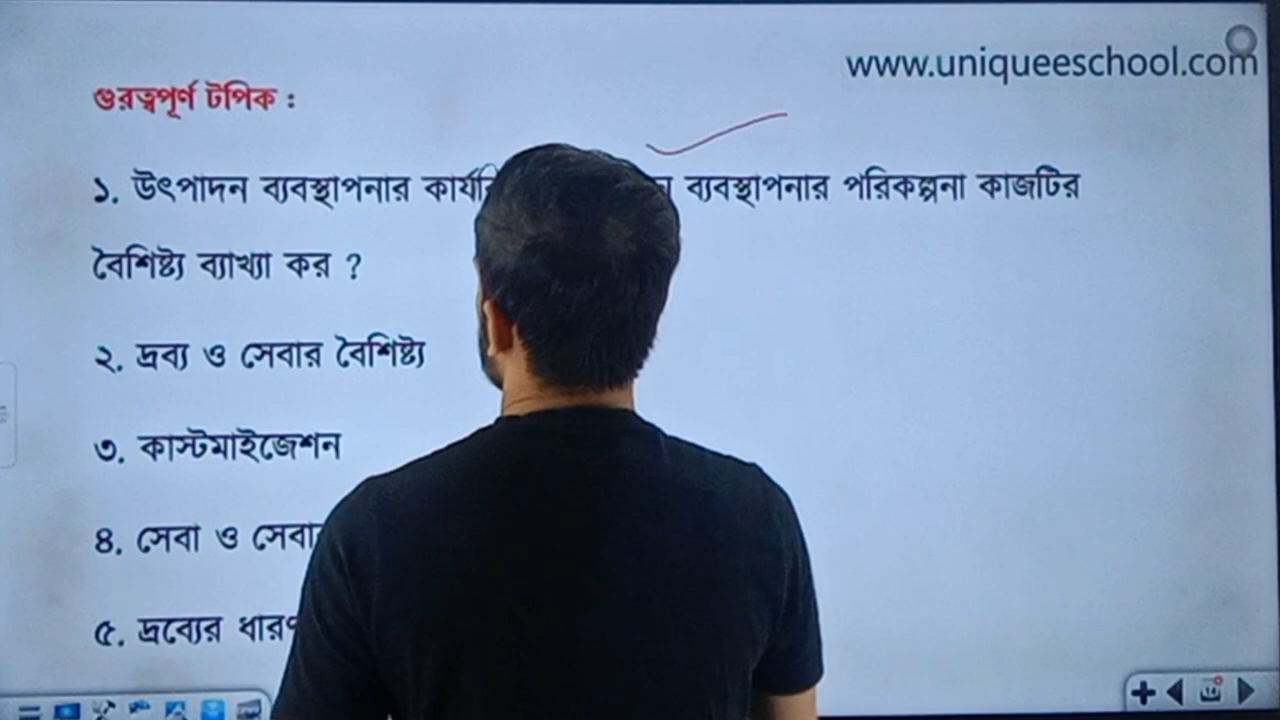 www.uniqueeschool.com
গুরত্বপূর্ণ টপিক :
১. উৎপাদন ব্যবস্থাপনার ব্যবস্থাপনার পরিকল্পনা কাজটির
বৈশিষ্ট্য ব্যাখ্যা কর ?
২. দ্রব্য ও সেবার বৈশিষ্ট্য
৩. কাস্টমাইজেশন
৪. সেবা ও
৫. দ্রব্যের